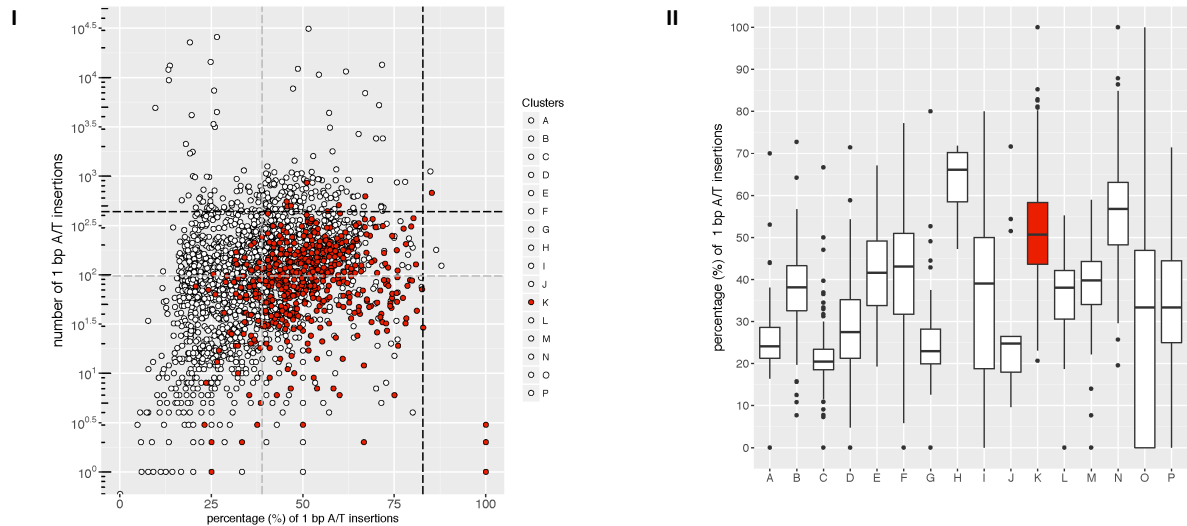 I
II
number of 1 bp A/T insertions
10^4.5
10^4
10^3.5
10^3
10^2.5
10^2
10^1.5
10^1
10^0.5
10^0
0 25 50 75 100
percentage (%) of 1 bp A/T insertions
Clusters
A
B
C
D
E
F
G
H
I
J
K
L
M
N
O
P
percentage (%) of 1 bp A/T insertions
100
90
80
70
60
50
40
30
20
10
0
A B C D E F G H I J K L M N O P